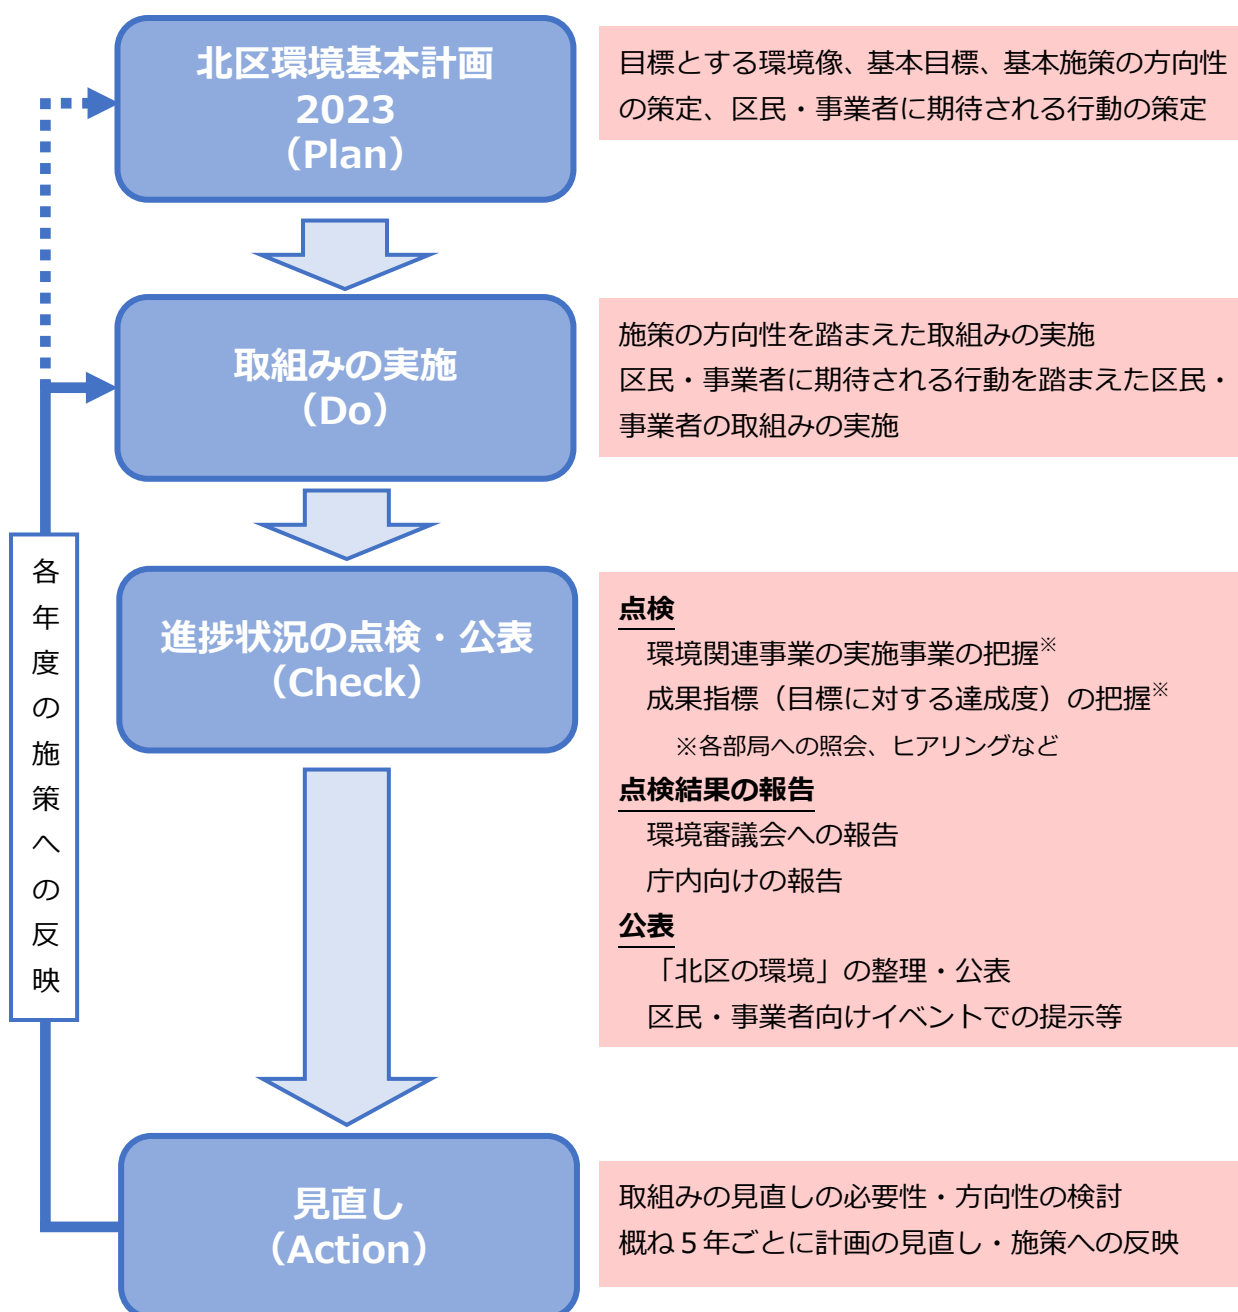 北区環境基本計画
2023
（Plan）
目標とする環境像、基本目標、基本施策の方向性
の策定、区民・事業者に期待される行動の策定
取組みの実施
（Do）
施策の方向性を踏まえた取組みの実施
区民・事業者に期待される行動を踏まえた区民・
事業者の取組みの実施
各年度の施策への反映
進捗状況の点検・公表
（Check）
点検
環境関連事業の実施事業の把握※
成果指標（目標に対する達成度）の把握※
※各部局への照会、ヒアリングなど
点検結果の報告
環境審議会への報告
庁内向けの報告
公表
「北区の環境」の整理・公表
区民・事業者向けイベントでの提示等
見直し
（Action）
取組みの見直しの必要性・方向性の検討
概ね５年ごとに計画の見直し・施策への反映